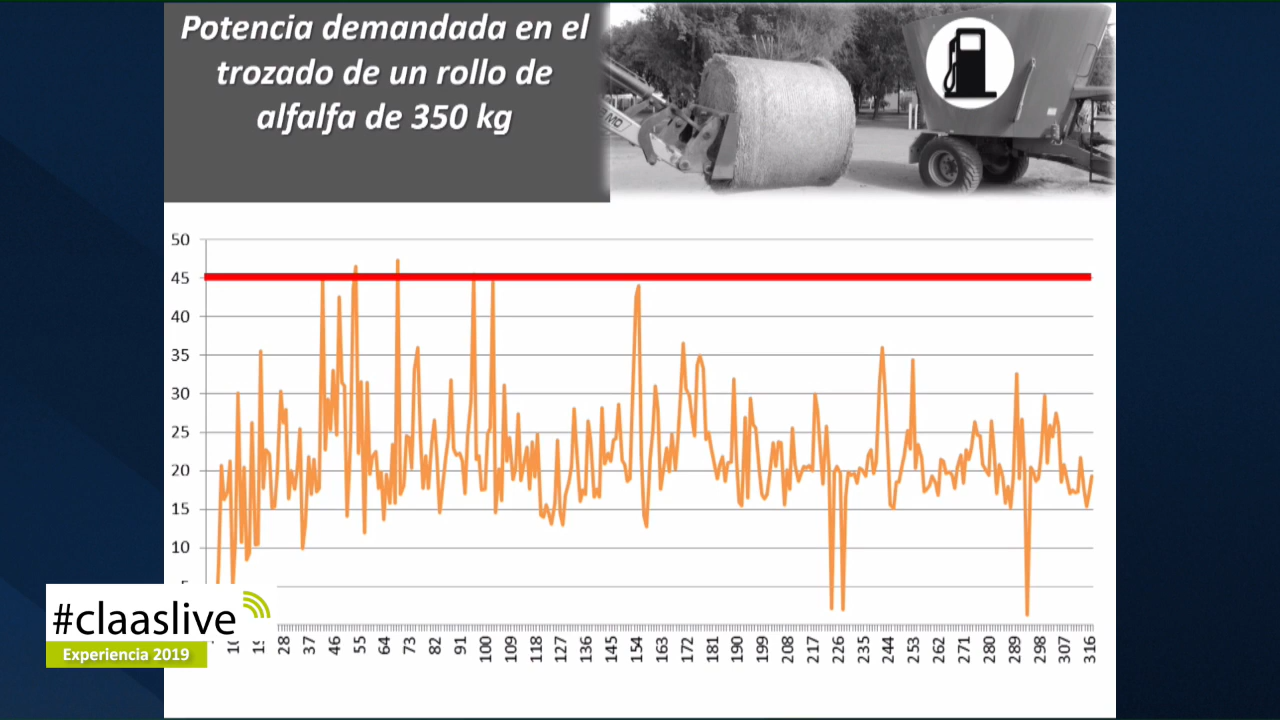 Potencia demandada en el
trozado de un rollo de
alfalfa de 350 kg
50
45
40
35
30
25
20
15
10
#claaslive
Experiencia 2019
28 37 46 55 64 73 82 91 100 109 118 127 136 145 154 163 172 181 190 199 208 217 226 235 244 253 262 271 280 289 298 307 316